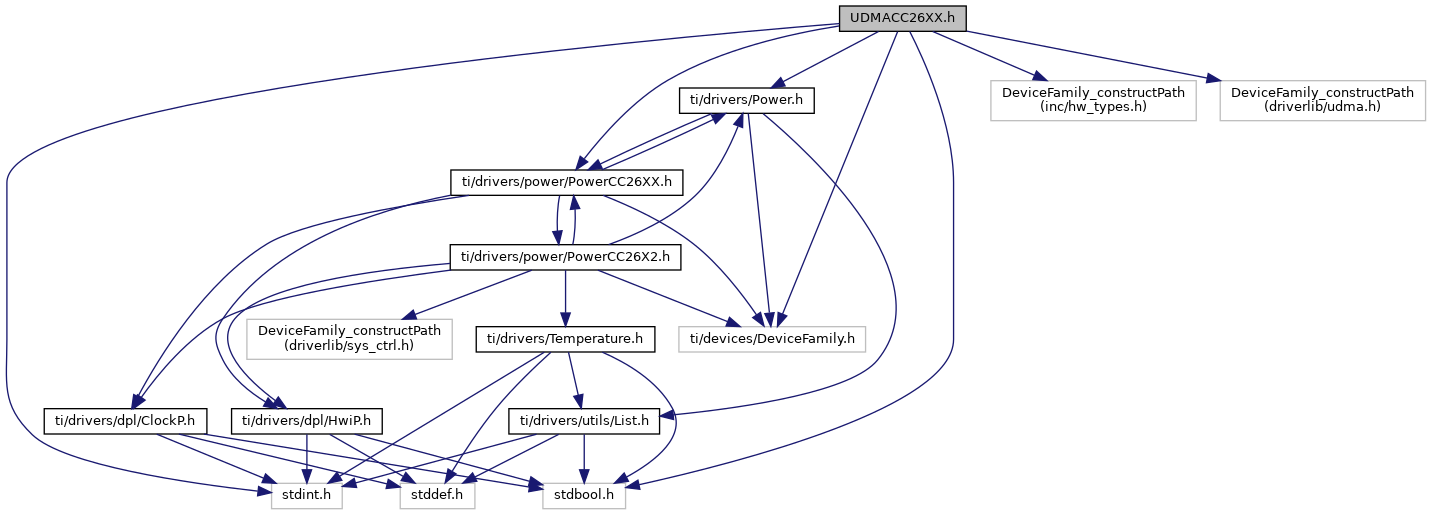 UDMACC26XX.h
ti/drivers/Power.h
DeviceFamily_constructPath
(inc/hw_types.h)
DeviceFamily_constructPath
(driverlib/udma.h)
ti/drivers/power/PowerCC26XX.h
ti/drivers/power/PowerCC26X2.h
DeviceFamily_constructPath
(driverlib/sys_ctrl.h)
ti/drivers/Temperature.h
ti/devices/DeviceFamily.h
ti/drivers/dpl/ClockP.h
ti/drivers/dpl/HwiP.h
ti/drivers/utils/List.h
stdint.h
stddef.h
stdbool.h